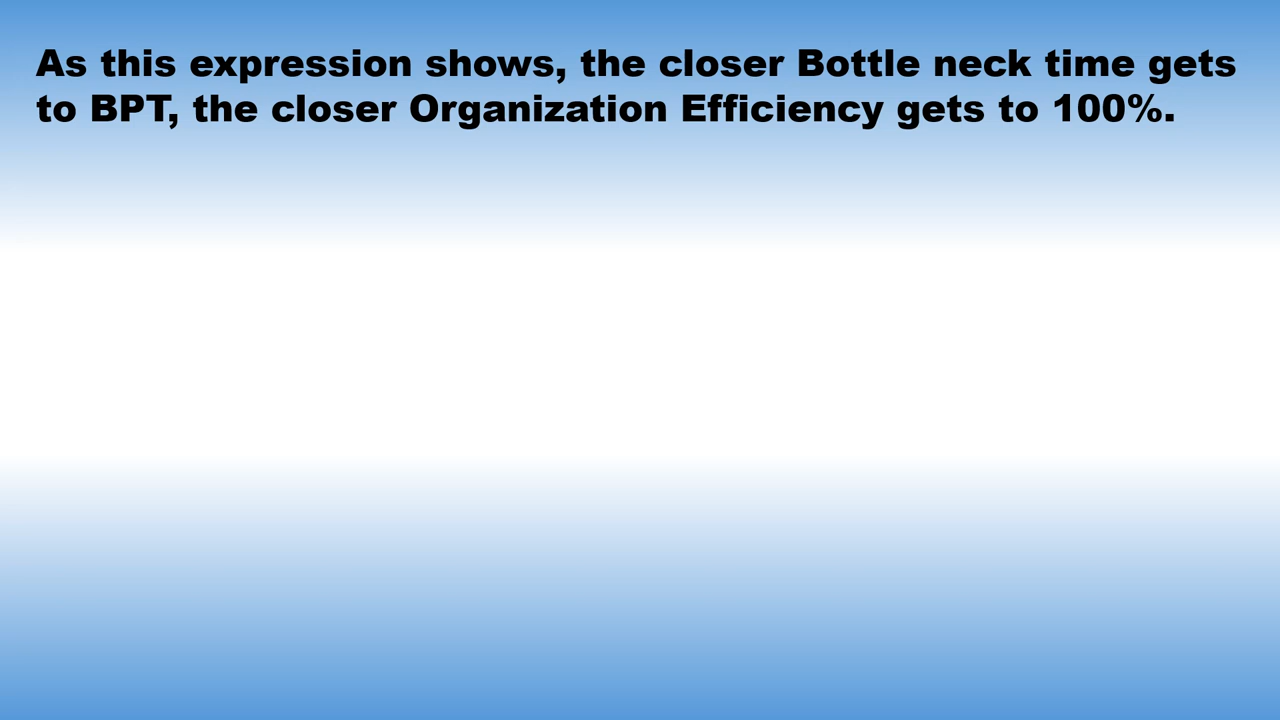 As this expression shows, the closer Bottle neck time gets
to BPT, the closer Organization Efficiency gets to 100%.